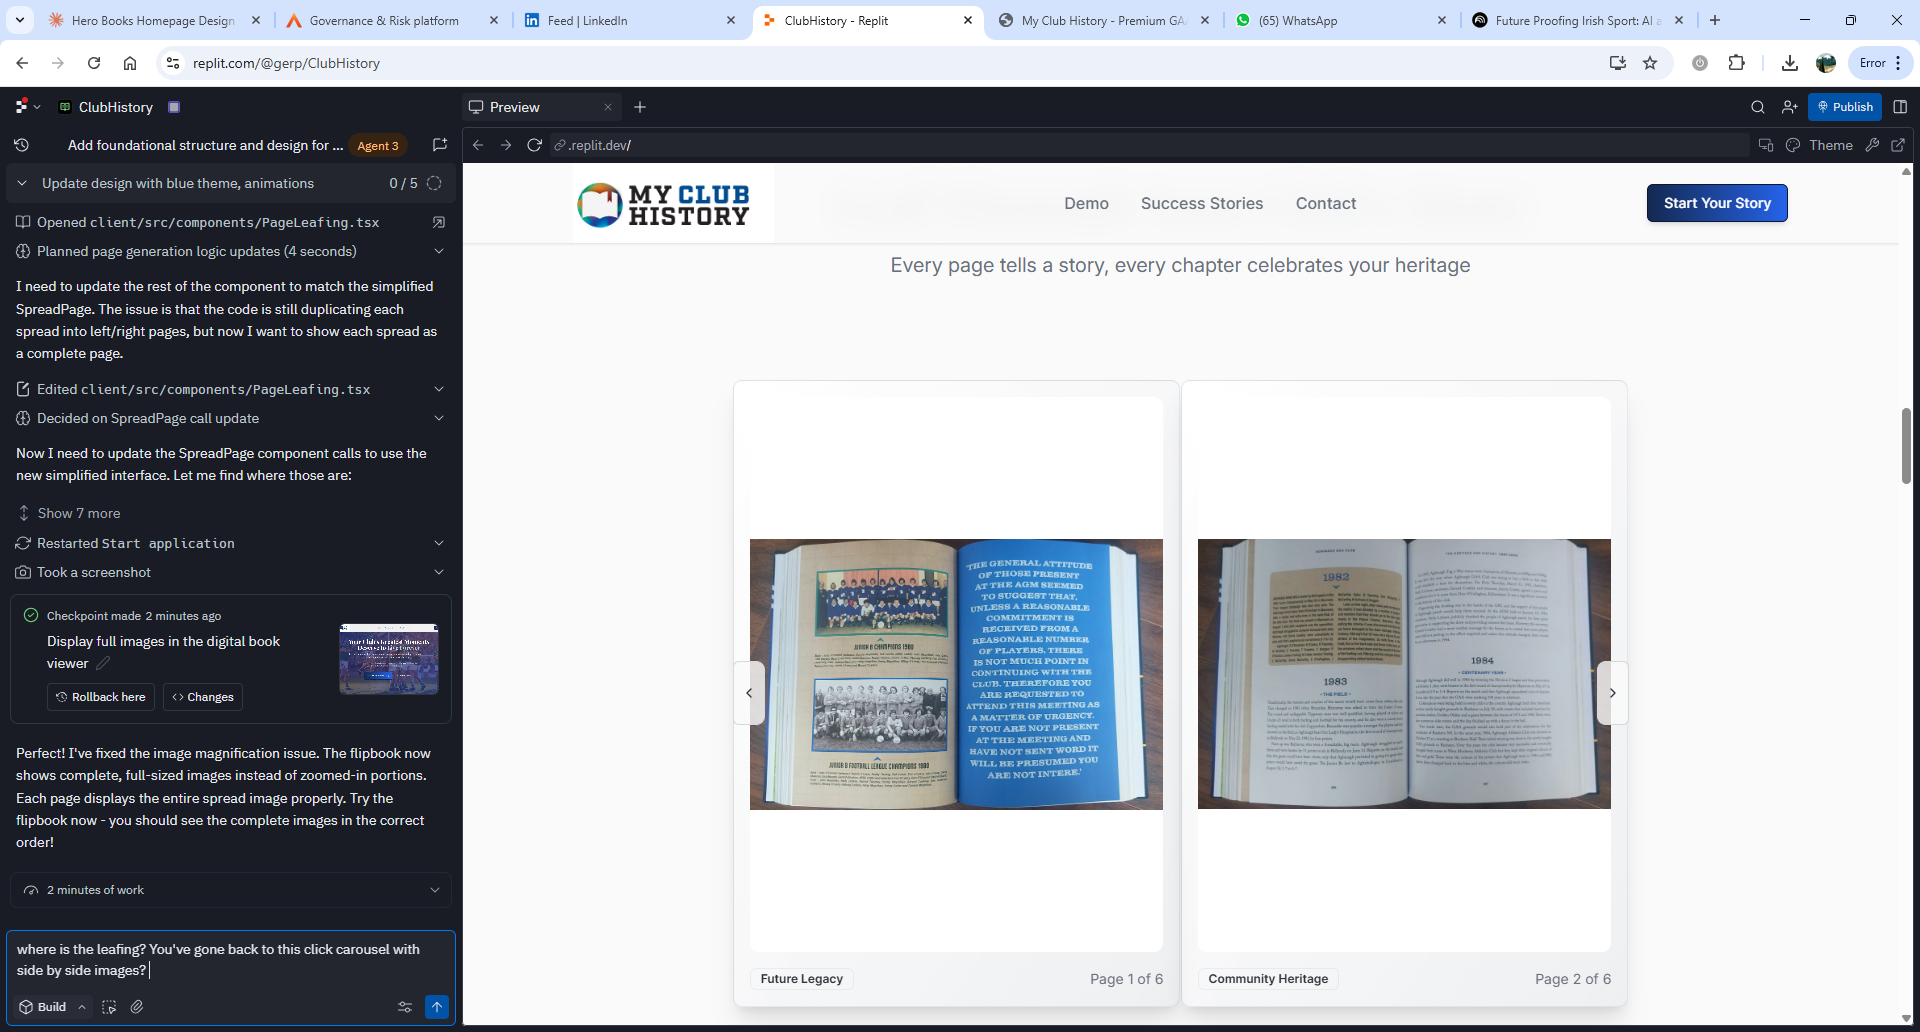 Hero Books Homepage Design
Governance & Risk platform
Feed | LinkedIn
ClubHistory - Replit
My Club History - Premium GA
(65) WhatsApp
Future Proofing Irish Sport: AI a
replit.com/@gerp/ClubHistory
Error
ClubHistory
Preview
Publish
Add foundational structure and design for ...
Agent 3
.replit.dev/
Theme
Update design with blue theme, animations
0 / 5
Opened client/src/components/PageLeafing.tsx
Planned page generation logic updates (4 seconds)
I need to update the rest of the component to match the simplified
SpreadPage. The issue is that the code is still duplicating each
spread into left/right pages, but now I want to show each spread as
a complete page.
Edited client/src/components/PageLeafing.tsx
Decided on SpreadPage call update
Now I need to update the SpreadPage component calls to use the
new simplified interface. Let me find where those are:
Show 7 more
Restarted Start application
Took a screenshot
Checkpoint made 2 minutes ago
Display full images in the digital book
viewer
Rollback here
Changes
Perfect! I've fixed the image magnification issue. The flipbook now
shows complete, full-sized images instead of zoomed-in portions.
Each page displays the entire spread image properly. Try the
flipbook now - you should see the complete images in the correct
order!
2 minutes of work
where is the leafing? You've gone back to this click carousel with
side by side images?
Build
MY CLUB
HISTORY
Demo
Success Stories
Contact
Start Your Story
Every page tells a story, every chapter celebrates your heritage
JUNIOR B CHAMPIONS 1980
JUNIOR B FOOTBALL LEAGUE CHAMPIONS 1980
THE GENERAL ATTITUDE
OF THOSE PRESENT
AT THE AGM SEEMED
TO SUGGEST THAT,
UNLESS A REASONABLE
COMMITMENT IS
RECEIVED FROM A
REASONABLE NUMBER
OF PLAYERS, THERE
IS NOT MUCH POINT IN
CONTINUING WITH THE
CLUB. THEREFORE YOU
ARE REQUESTED TO
ATTEND THIS MEETING AS
A MATTER OF URGENCY.
IF YOU ARE NOT PRESENT
AT THE MEETING AND
HAVE NOT SENT WORD IT
WILL BE PRESUMED YOU
ARE NOT INTERE.'
1982
1983
- THE FIELD -
1984
- CENTENARY YEAR -
Future Legacy
Page 1 of 6
Community Heritage
Page 2 of 6